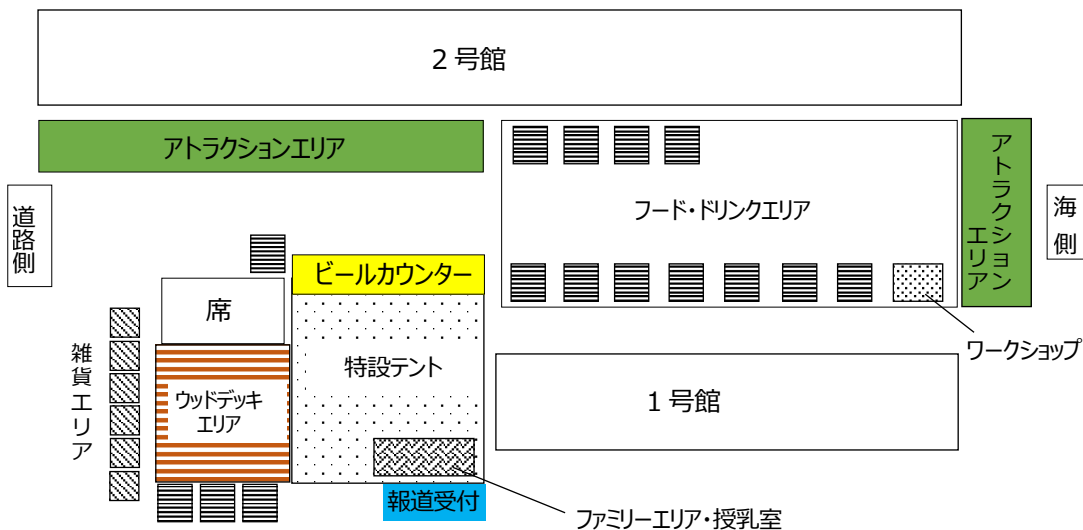 ２号館
アトラクションエリア
アトラクション
エリア
道路側
海側
フード・ドリンクエリア
ビールカウンター
席
特設テント
ワークショップ
雑貨エリア
ウッドデッキ
エリア
１号館
報道受付
ファミリーエリア・授乳室